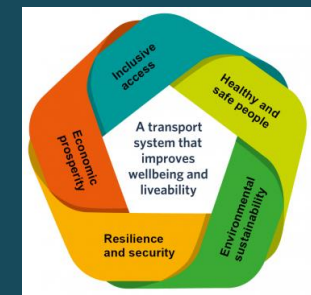 Inclusive
access
Healthy and
safe people
A transport
system that
improves
wellbeing and
liveability
Economic
prosperity
Environmental
sustainability
Resilience
and security